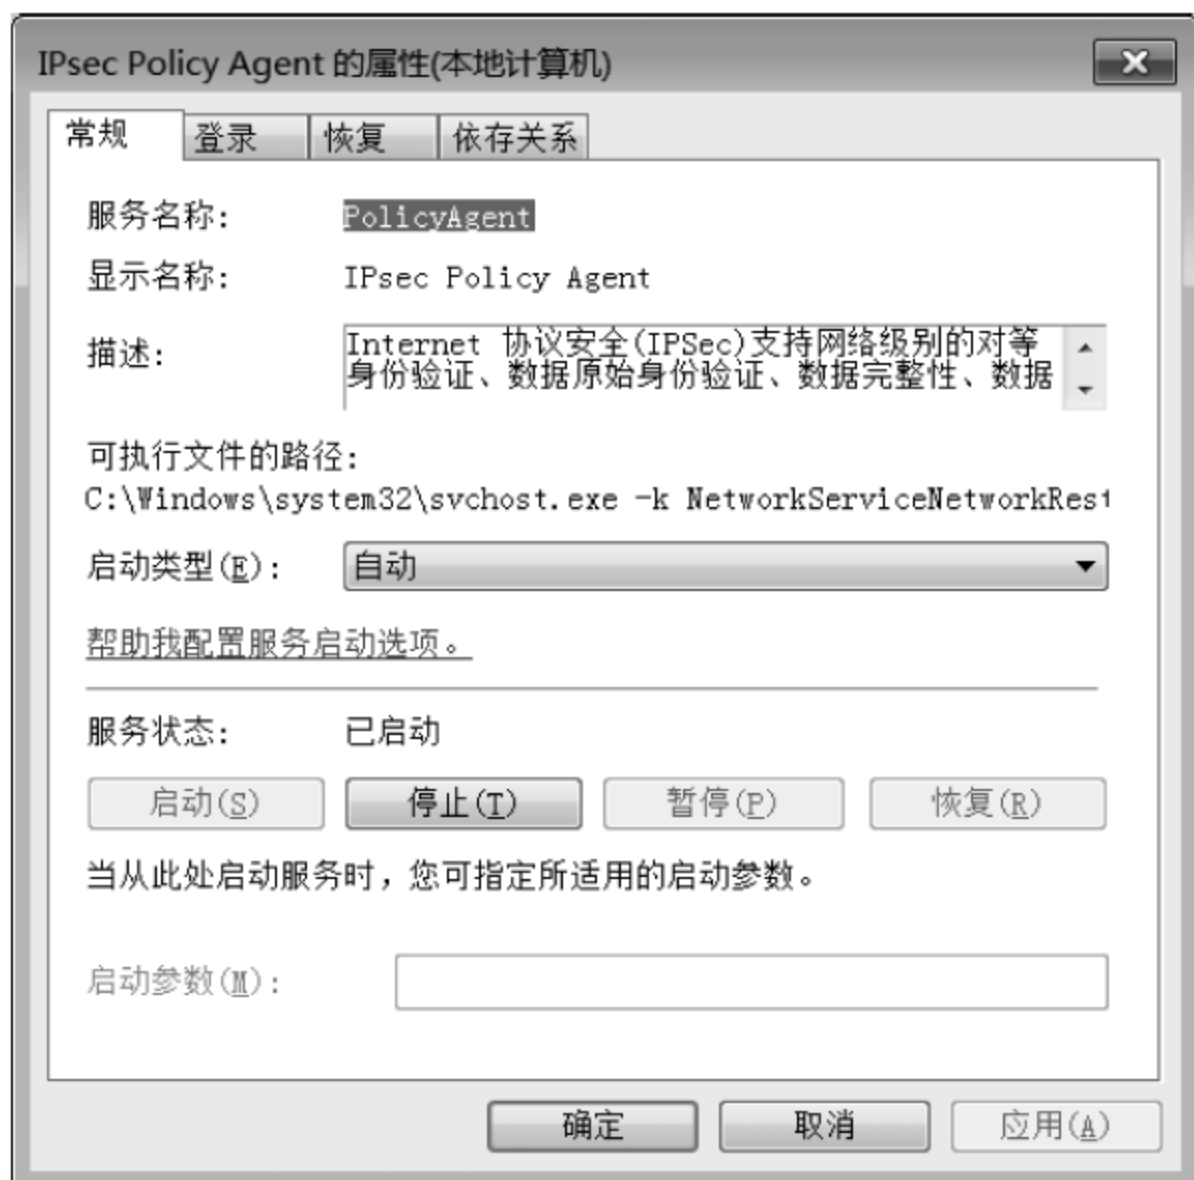 IPsec Policy Agent 的属性(本地计算机)
常规 登录 恢复 依存关系
服务名称: PolicyAgent
显示名称: IPsec Policy Agent
描述: Internet 协议安全(IPSec)支持网络级别的对等
身份验证、数据原始身份验证、数据完整性、数据
可执行文件的路径:
C:\Windows\system32\svchost.exe -k NetworkServiceNetworkRest
启动类型(E): 自动
帮助我配置服务启动选项。
服务状态: 已启动
启动(S) 停止(T) 暂停(P) 恢复(R)
当从此处启动服务时，您可指定所适用的启动参数。
启动参数(M):
确定 取消 应用(A)